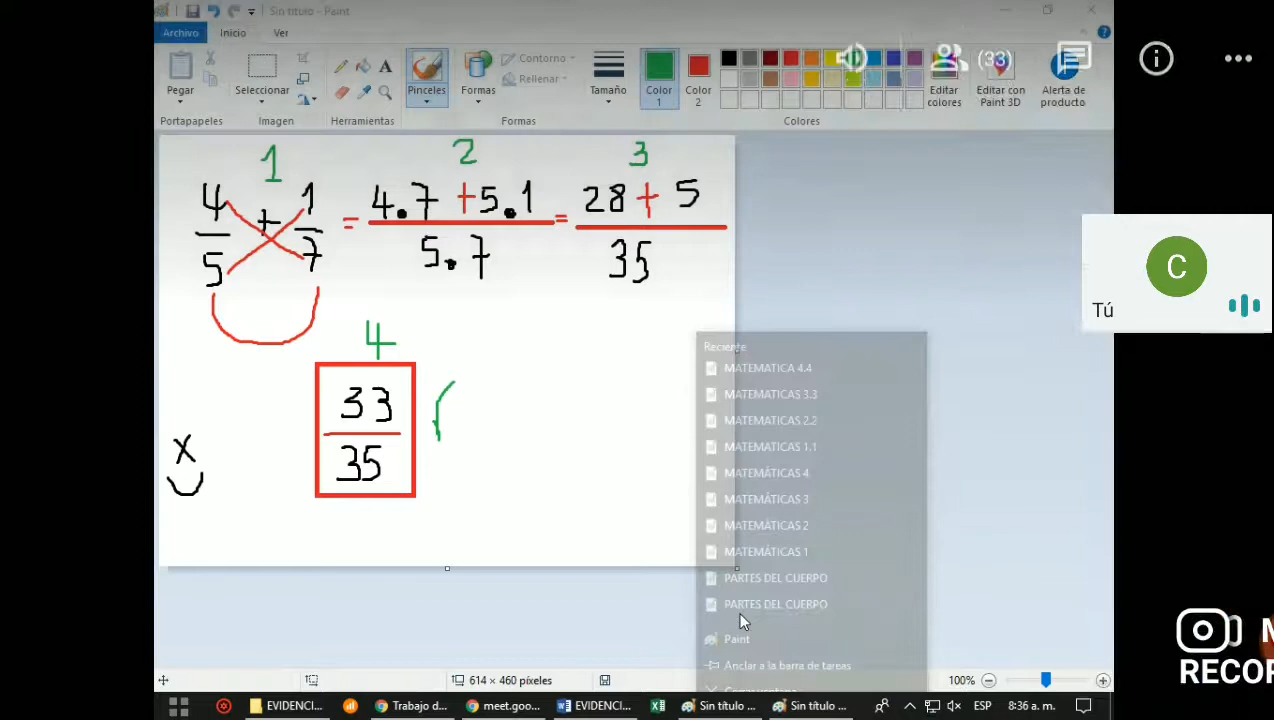 Sin título - Paint
Archivo Inicio Ver
Pegar Seleccionar Pinceles Formas Contorno Rellenar Tamaño Color 1 Color 2 Editar colores Editar con Paint 3D Alerta de producto
Portapapeles Imagen Herramientas Formas Colores
(33)
1 2 3
4/5 + 1/7 = 4.7 + 5.1 / 5.7 = 28 + 5 / 35
Tú
C
4
33/35
x
Reciente
MATEMATICA 4.4
MATEMATICAS 3.3
MATEMATICAS 2.2
MATEMATICAS 1.1
MATEMÁTICAS 4
MATEMÁTICAS 3
MATEMATICAS 2
MATEMÁTICAS 1
PARTES DEL CUERPO
PARTES DEL CUERPO
Paint
Anclar a la barra de tareas
RECOR
614 × 460 píxeles 100%
EVIDENCI... Trabajo d... meet.goo... EVIDENCI... Sin título ... Sin título ... ESP 8:36 a. m.